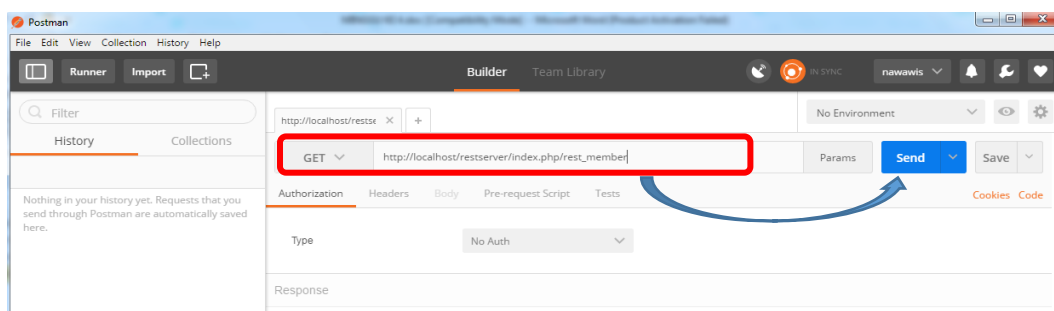 Postman
File Edit View Collection History Help
Runner Import Builder Team Library IN SYNC nawawis
Filter
History Collections
Nothing in your history yet. Requests that you
send through Postman are automatically saved
here.
http://localhost/restse
No Environment
GET http://localhost/restserver/index.php/rest_member Params Send Save
Authorization Headers Body Pre-request Script Tests Cookies Code
Type No Auth
Response